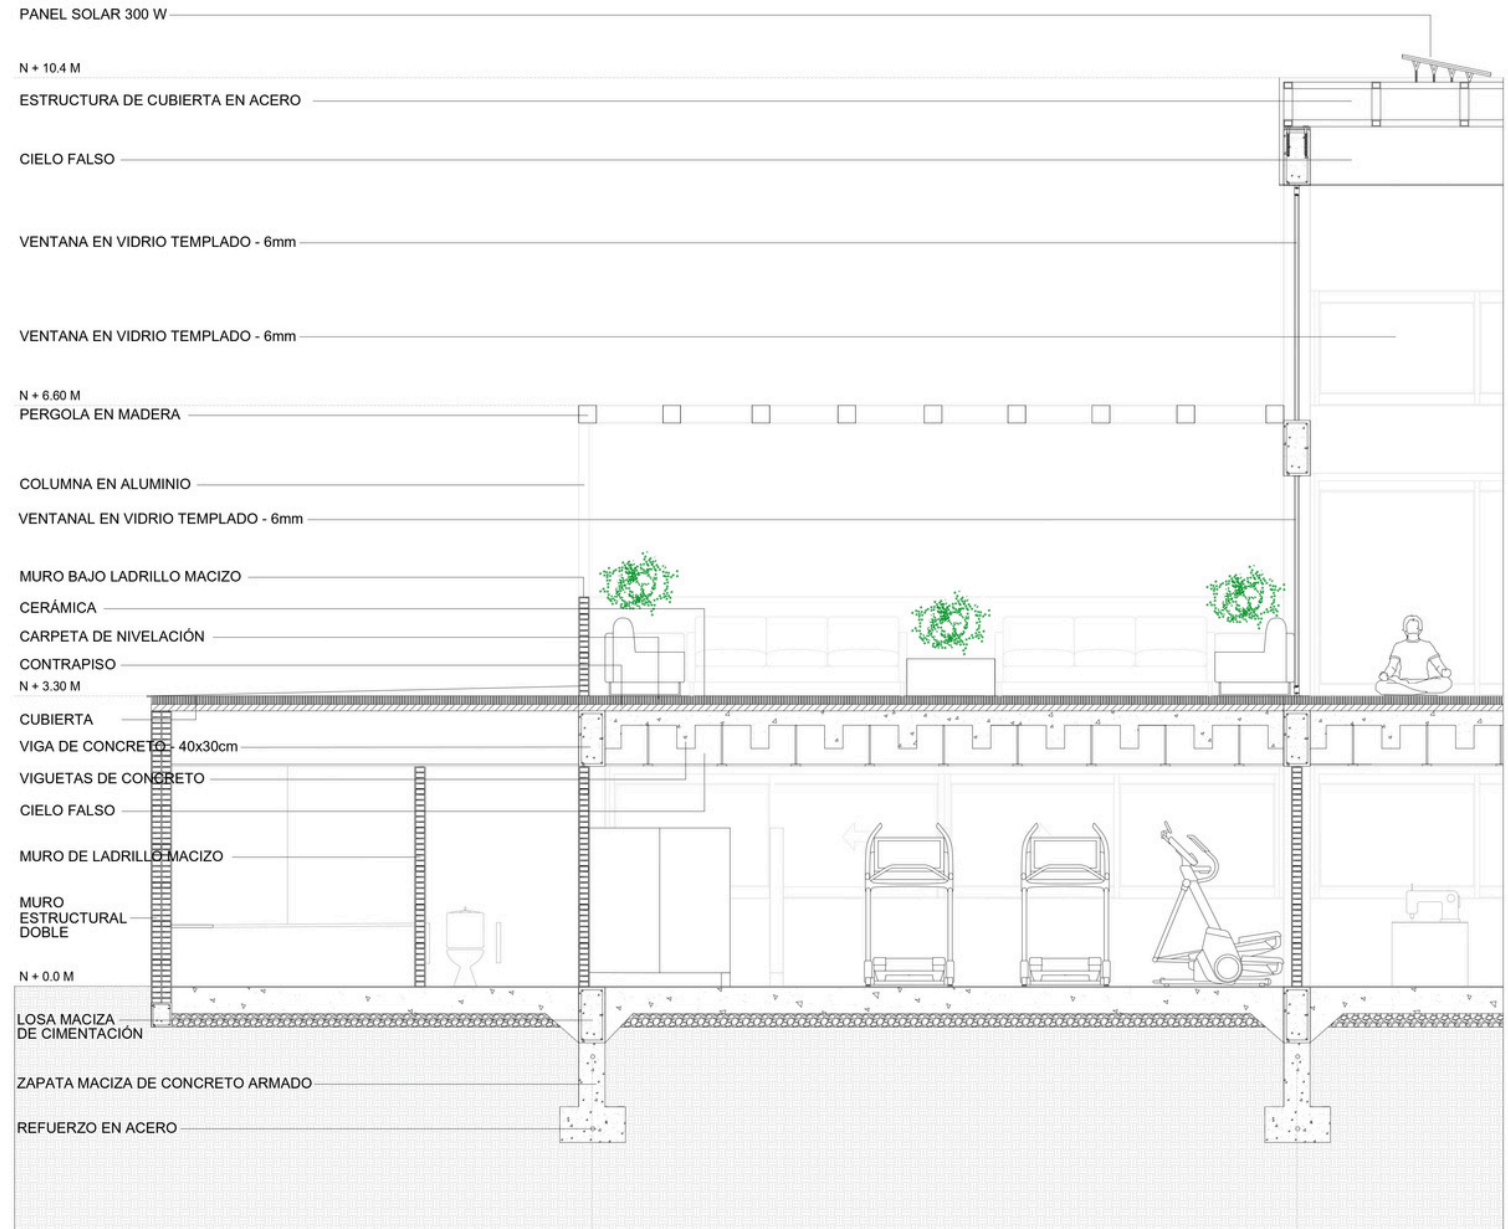 PANEL SOLAR 300 W
N + 10.4 M
ESTRUCTURA DE CUBIERTA EN ACERO
CIELO FALSO
VENTANA EN VIDRIO TEMPLADO - 6mm
VENTANA EN VIDRIO TEMPLADO - 6mm
N + 6.60 M
PERGOLA EN MADERA
COLUMNA EN ALUMINIO
VENTANAL EN VIDRIO TEMPLADO - 6mm
MURO BAJO LADRILLO MACIZO
CERÁMICA
CARPETA DE NIVELACIÓN
CONTRAPISO
N + 3.30 M
CUBIERTA
VIGA DE CONCRETO - 40x30cm
VIGUETAS DE CONCRETO
CIELO FALSO
MURO DE LADRILLO MACIZO
MURO
ESTRUCTURAL
DOBLE
N + 0.0 M
LOSA MACIZA
DE CIMENTACIÓN
ZAPATA MACIZA DE CONCRETO ARMADO
REFUERZO EN ACERO